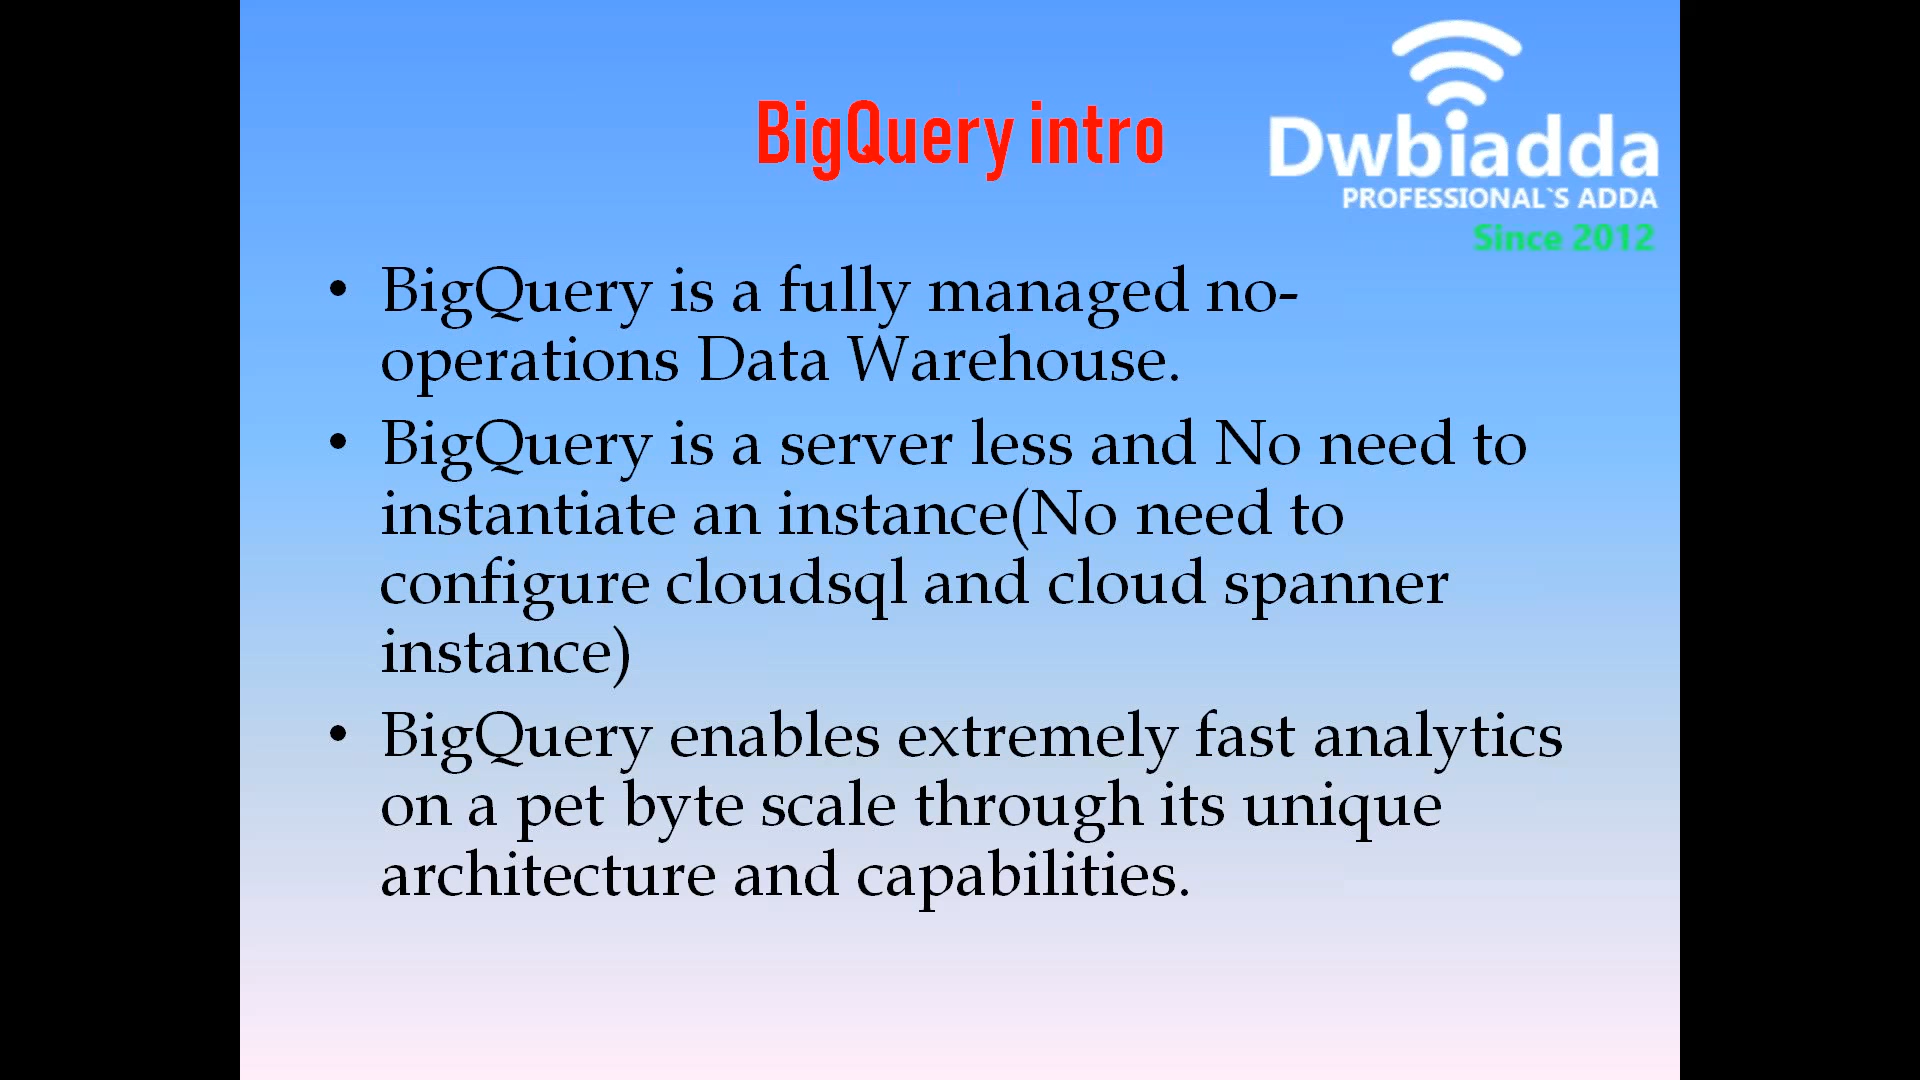 BigQuery intro
Dwbiadda
PROFESSIONAL`S ADDA
Since 2012
• BigQuery is a fully managed no-
operations Data Warehouse.
• BigQuery is a server less and No need to
instantiate an instance(No need to
configure cloudsql and cloud spanner
instance)
• BigQuery enables extremely fast analytics
on a pet byte scale through its unique
architecture and capabilities.